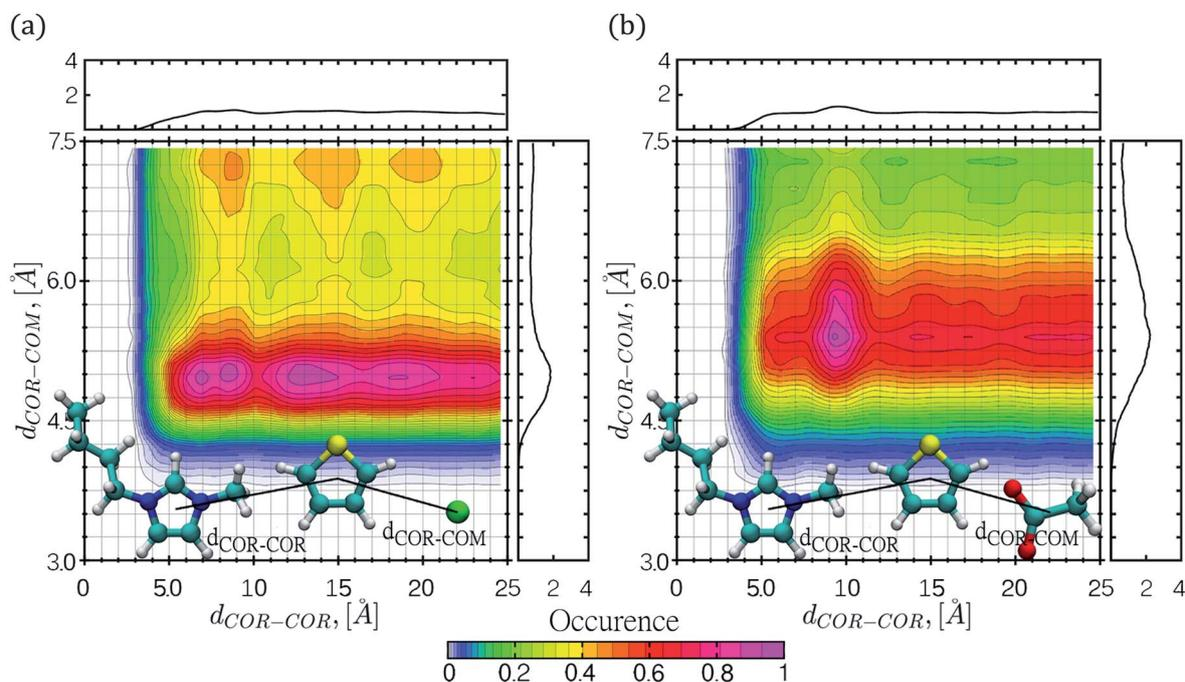 (a)
(b)
4
2
4
2
7.5
6.0
4.5
3.0
d_COR−COM, [Å]
d_COR-COR
d_COR-COM
0 5.0 10 15 20 25
2 4
d_COR−COR, [Å]
7.5
6.0
4.5
3.0
d_COR−COM, [Å]
d_COR-COR
d_COR-COM
0 5.0 10 15 20 25
2 4
d_COR−COR, [Å]
Occurence
0 0.2 0.4 0.6 0.8 1